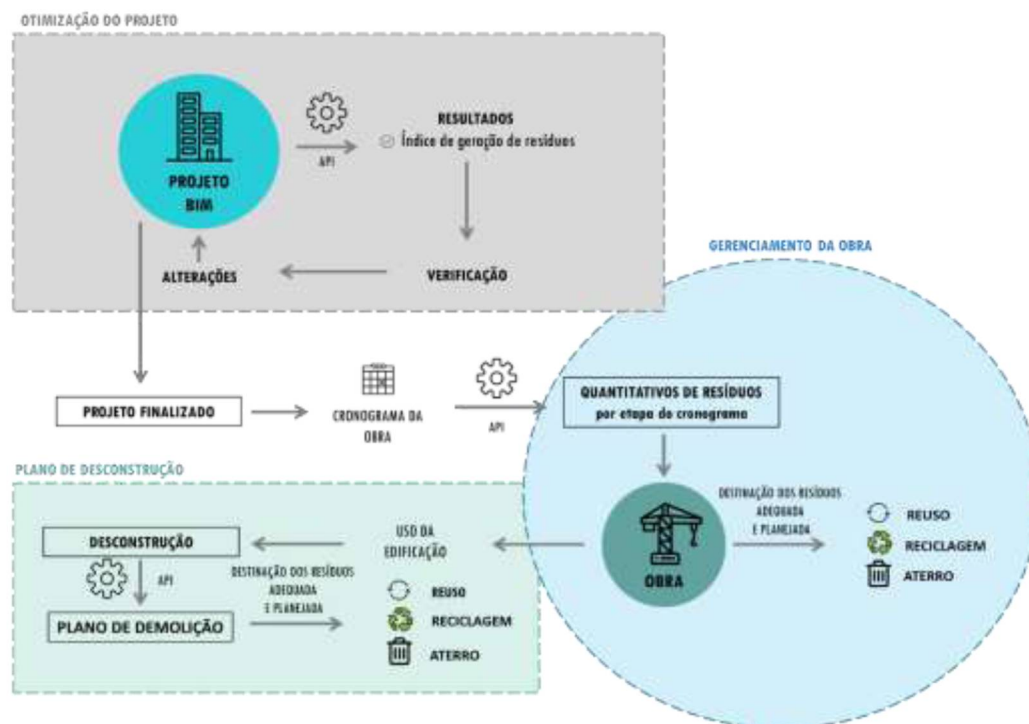 OTIMIZAÇÃO DO PROJETO
PROJETO
BIM
API
RESULTADOS
Índice de geração de resíduos
ALTERAÇÕES
VERIFICAÇÃO
GERENCIAMENTO DA OBRA
PROJETO FINALIZADO
CRONOGRAMA DA
OBRA
API
QUANTITATIVOS DE RESÍDUOS
por etapa do cronograma
OBRA
DESTINAÇÃO DOS RESÍDUOS
ADEQUADA
E PLANEJADA
REUSO
RECICLAGEM
ATERRO
PLANO DE DESCONSTRUÇÃO
USO DA
EDIFICAÇÃO
DESCONSTRUÇÃO
API
PLANO DE DEMOLIÇÃO
DESTINAÇÃO DOS RESÍDUOS
ADEQUADA
E PLANEJADA
REUSO
RECICLAGEM
ATERRO